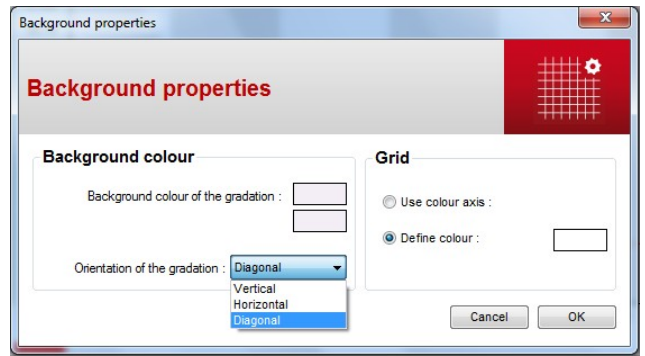 Background properties
Background properties
Background colour
Background colour of the gradation :
Orientation of the gradation : Diagonal
Vertical
Horizontal
Diagonal
Grid
Use colour axis :
Define colour :
Cancel OK